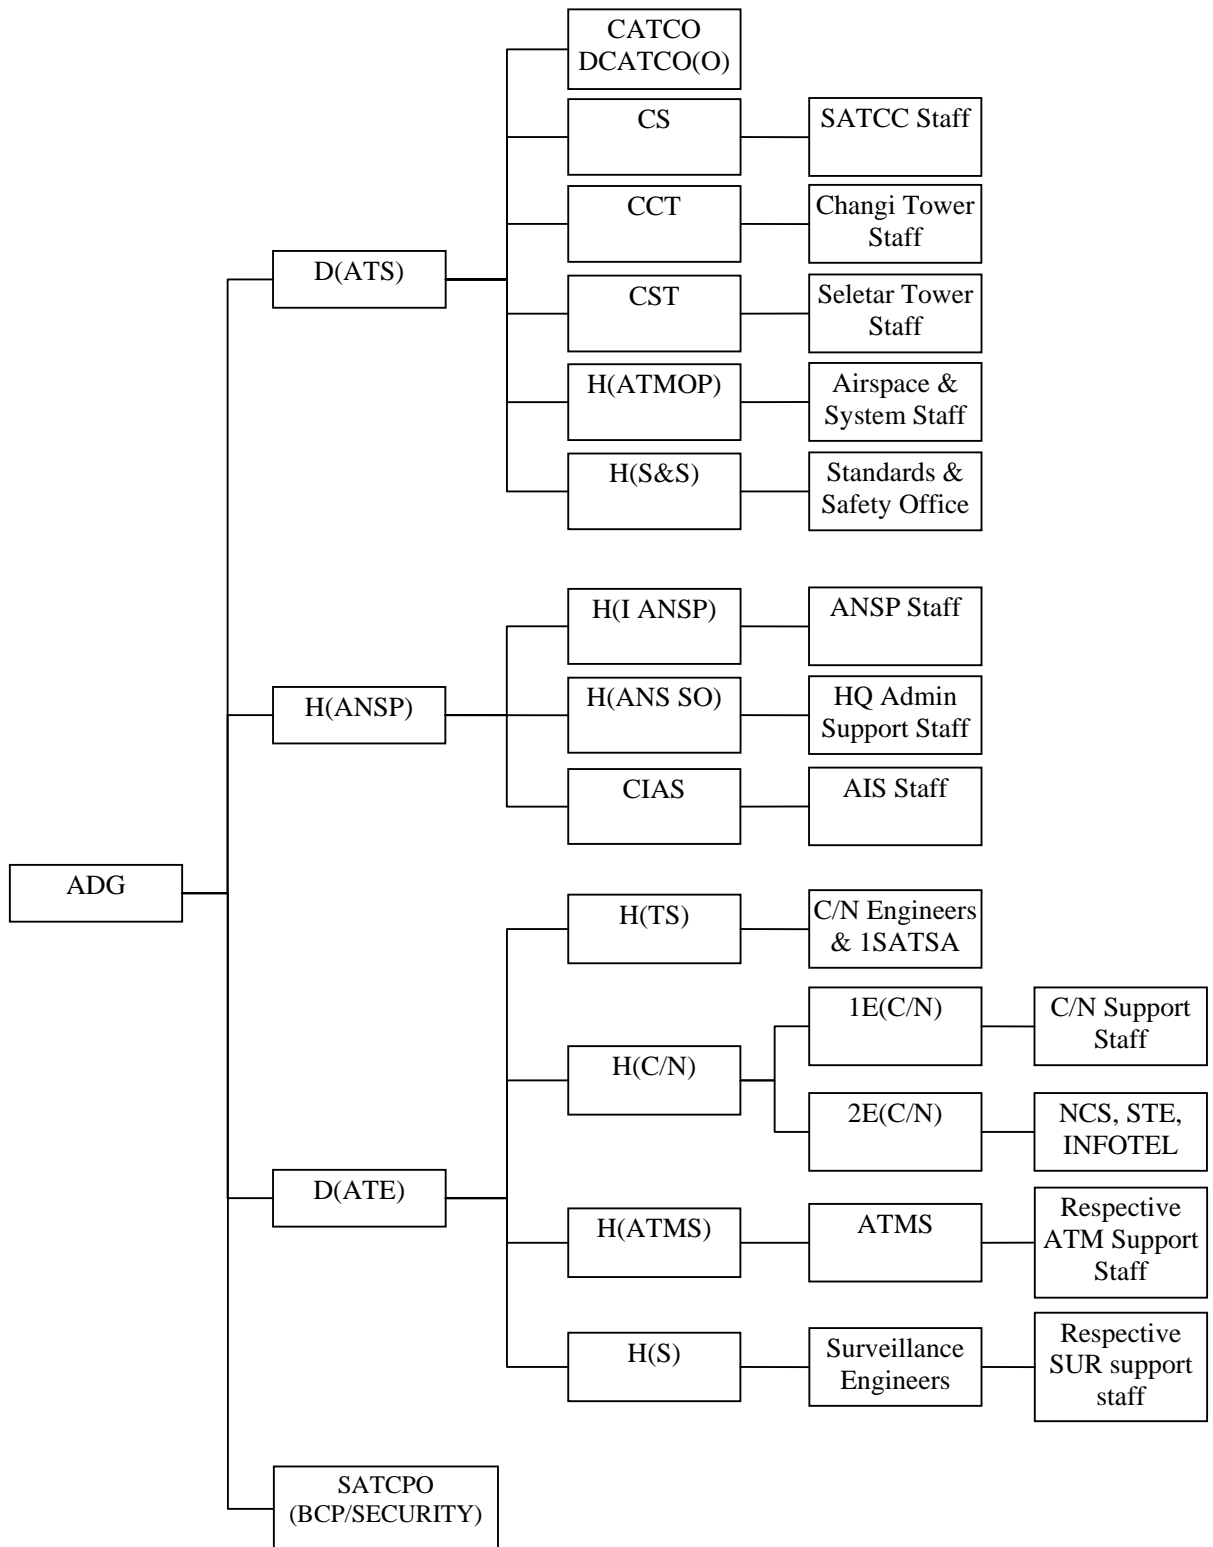 CATCO
DCATCO(O)
CS
SATCC Staff
CCT
Changi Tower
Staff
D(ATS)
CST
Seletar Tower
Staff
H(ATMOP)
Airspace &
System Staff
H(S&S)
Standards &
Safety Office
H(I ANSP)
ANSP Staff
H(ANSP)
H(ANS SO)
HQ Admin
Support Staff
CIAS
AIS Staff
ADG
H(TS)
C/N Engineers
& 1SATSA
1E(C/N)
C/N Support
Staff
H(C/N)
2E(C/N)
NCS, STE,
INFOTEL
D(ATE)
H(ATMS)
ATMS
Respective
ATM Support
Staff
H(S)
Surveillance
Engineers
Respective
SUR support
staff
SATCPO
(BCP/SECURITY)